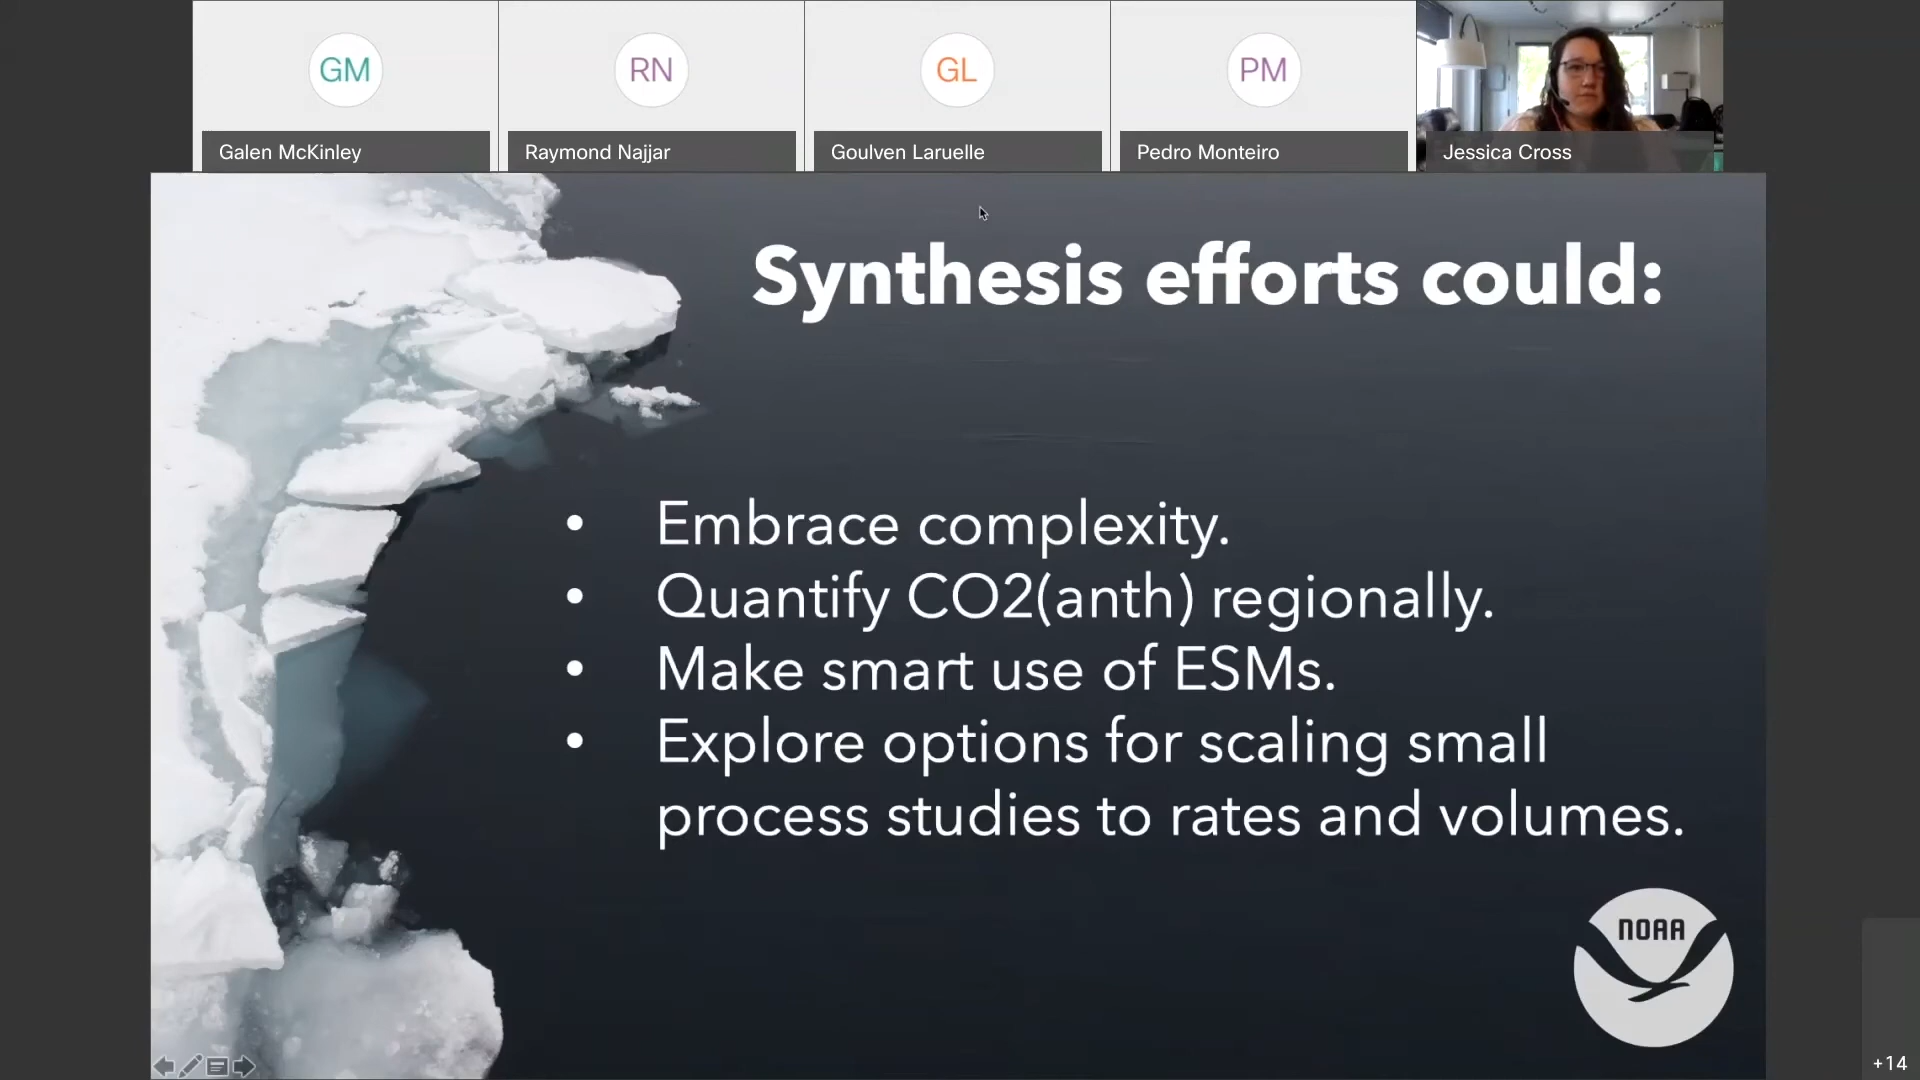 GM
RN
GL
PM
Galen McKinley
Raymond Najjar
Goulven Laruelle
Pedro Monteiro
Jessica Cross
Synthesis efforts could:
• Embrace complexity.
• Quantify CO2(anth) regionally.
• Make smart use of ESMs.
• Explore options for scaling small
process studies to rates and volumes.
NOAA
+14